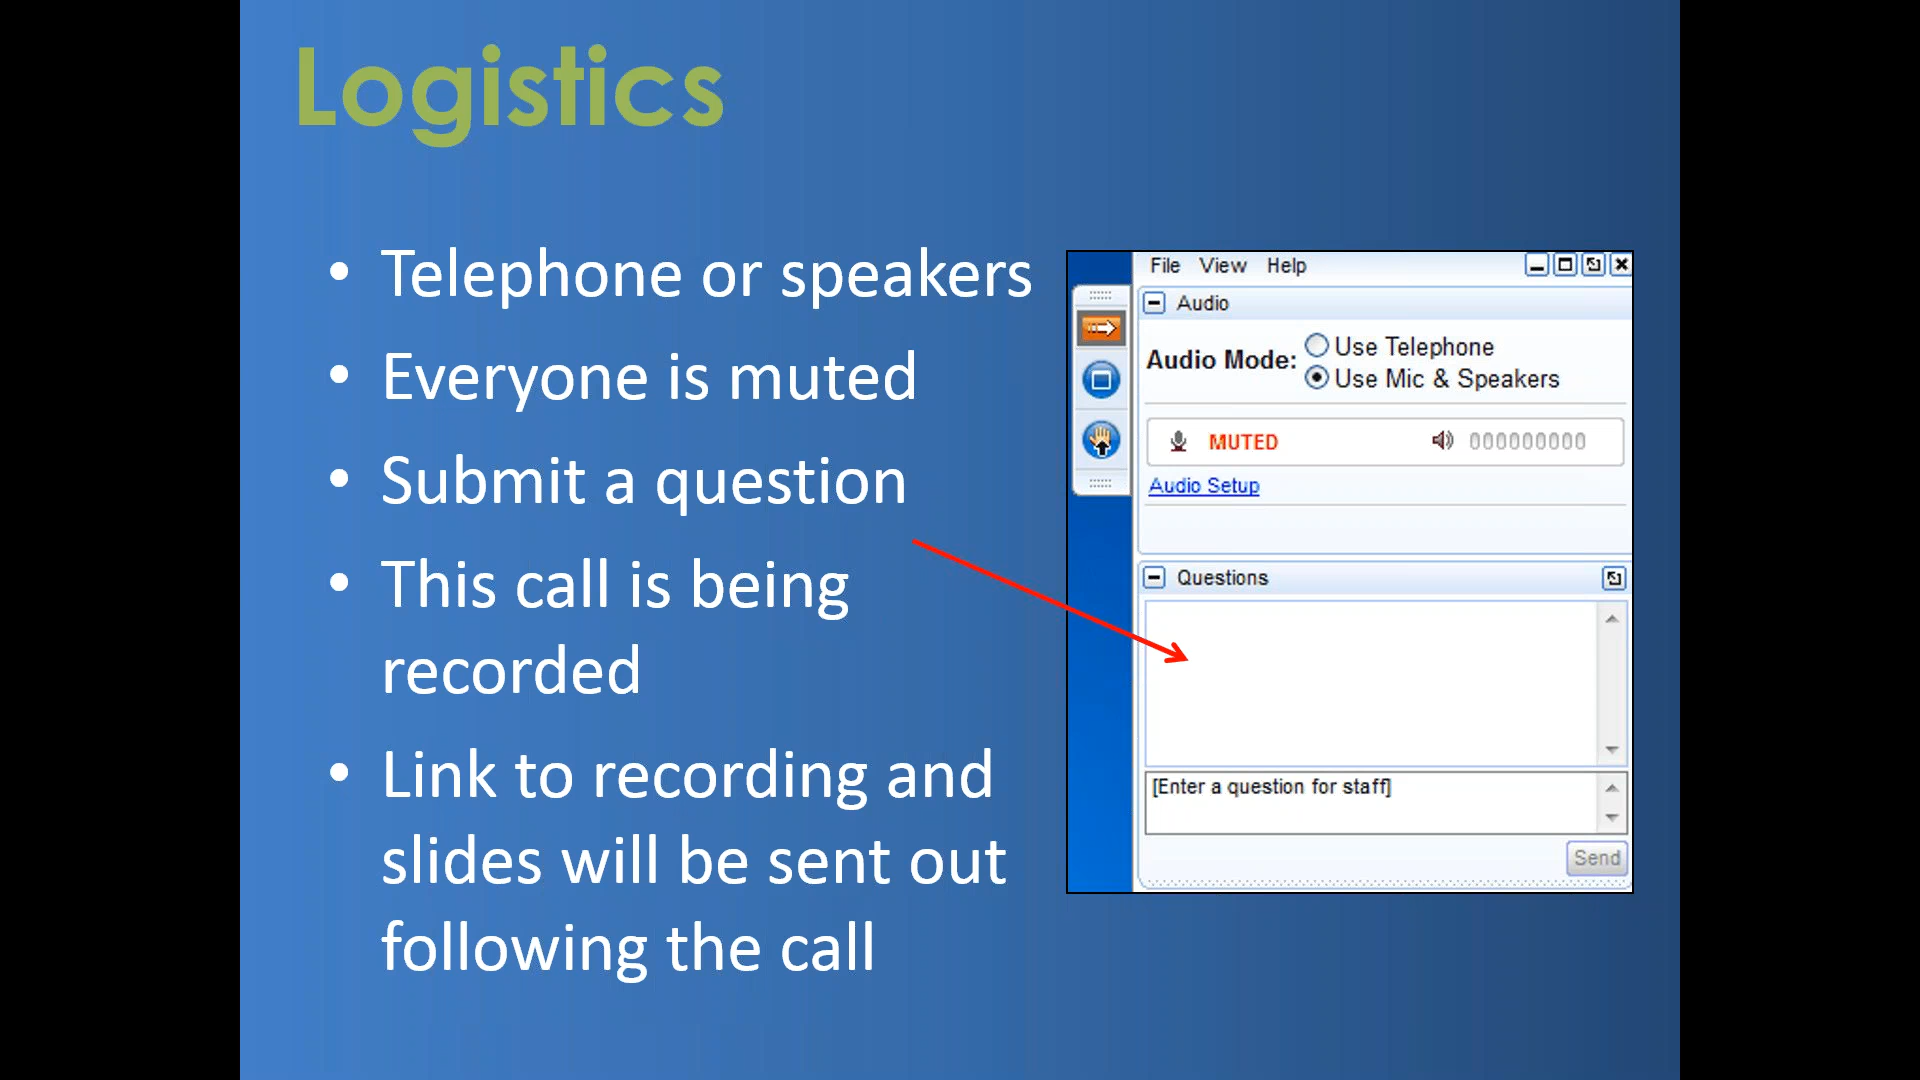 Logistics
• Telephone or speakers
• Everyone is muted
• Submit a question
• This call is being
recorded
• Link to recording and
slides will be sent out
following the call
File View Help
Audio
Audio Mode: Use Telephone
Use Mic & Speakers
MUTED 000000000
Audio Setup
Questions
[Enter a question for staff]
Send